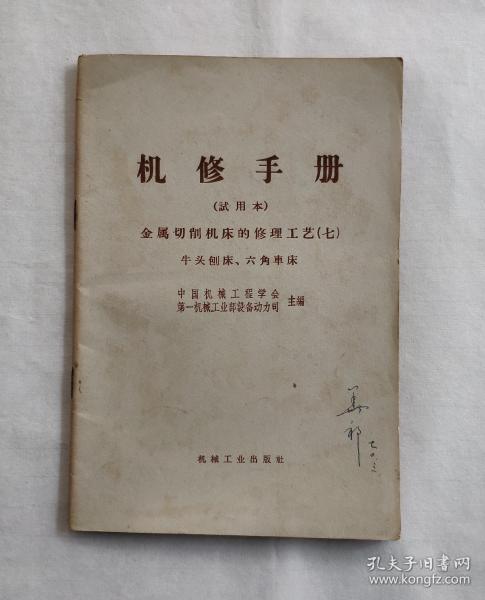 机修手册
(試用本)
金属切削机床的修理工艺(七)
牛头刨床、六角車床
中国机械工程学会
第一机械工业部設备动力司
主編
机械工业出版社
孔夫子旧书网
www.kongfz.com